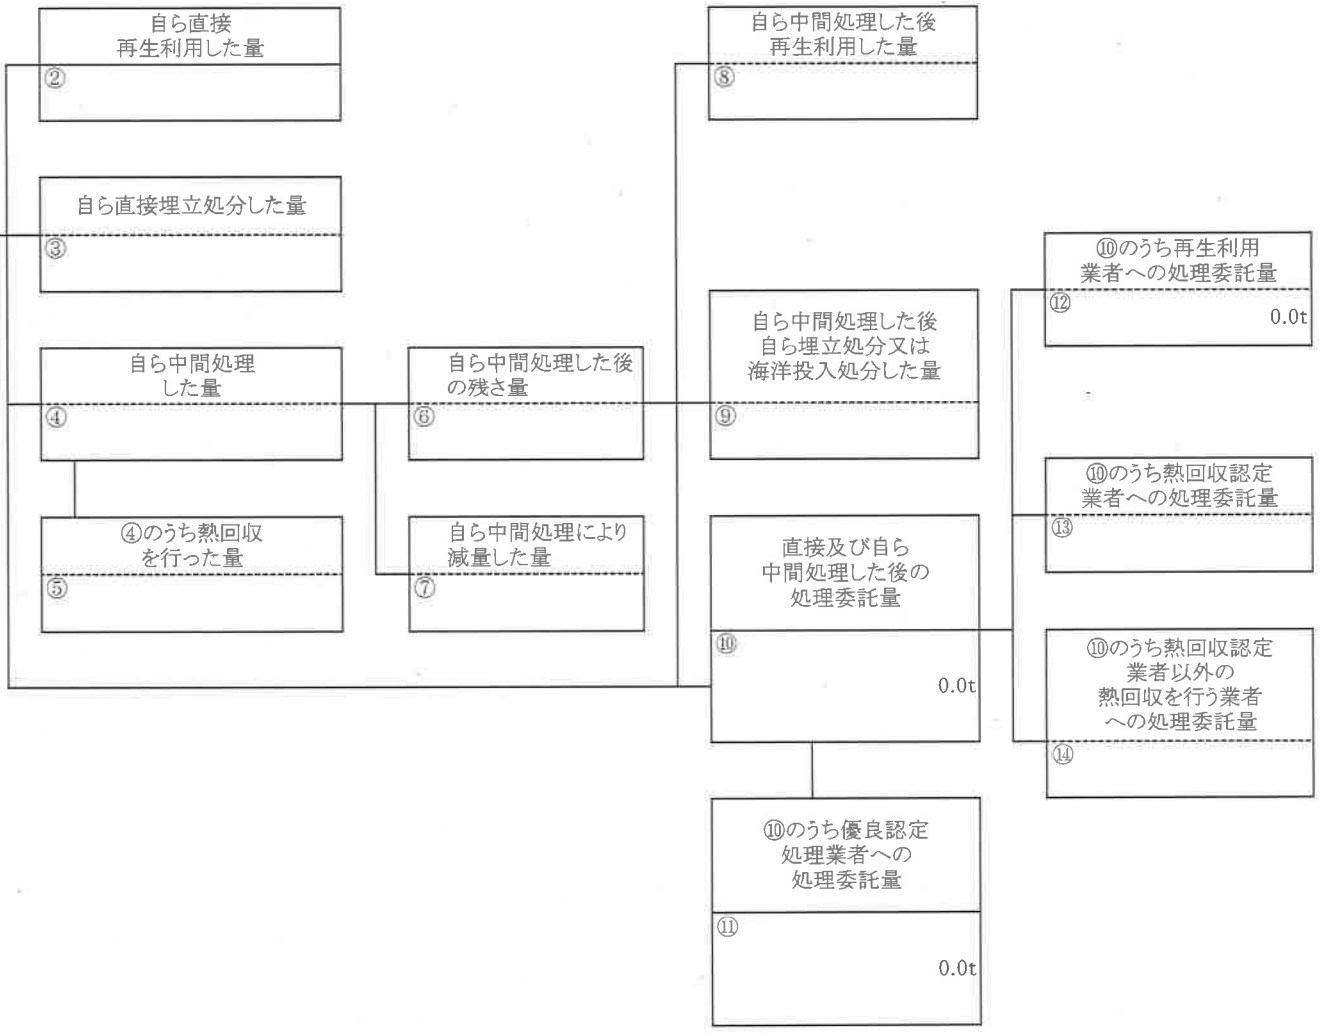 自ら直接
再生利用した量
②
自ら直接埋立処分した量
③
自ら中間処理
した量
④
④のうち熱回収
を行った量
⑤
自ら中間処理した後
の残さ量
⑥
自ら中間処理により
減量した量
⑦
自ら中間処理した後
再生利用した量
⑧
自ら中間処理した後
自ら埋立処分又は
海洋投入処分した量
⑨
直接及び自ら
中間処理した後の
処理委託量
⑩
0.0t
⑩のうち優良認定
処理業者への
処理委託量
⑪
0.0t
⑩のうち再生利用
業者への処理委託量
⑫
0.0t
⑩のうち熱回収認定
業者への処理委託量
⑬
⑩のうち熱回収認定
業者以外の
熱回収を行う業者
への処理委託量
⑭